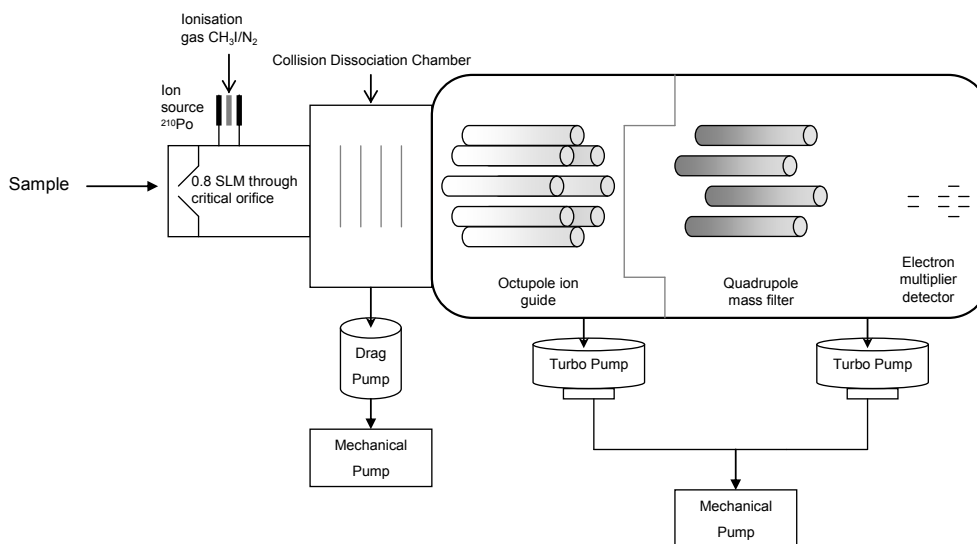 Ionisation
gas CH₃I/N₂
Collision Dissociation Chamber
Ion
source
²¹⁰Po
Sample
0.8 SLM through
critical orifice
Octupole ion
guide
Quadrupole
mass filter
Electron
multiplier
detector
Drag
Pump
Turbo Pump
Turbo Pump
Mechanical
Pump
Mechanical
Pump